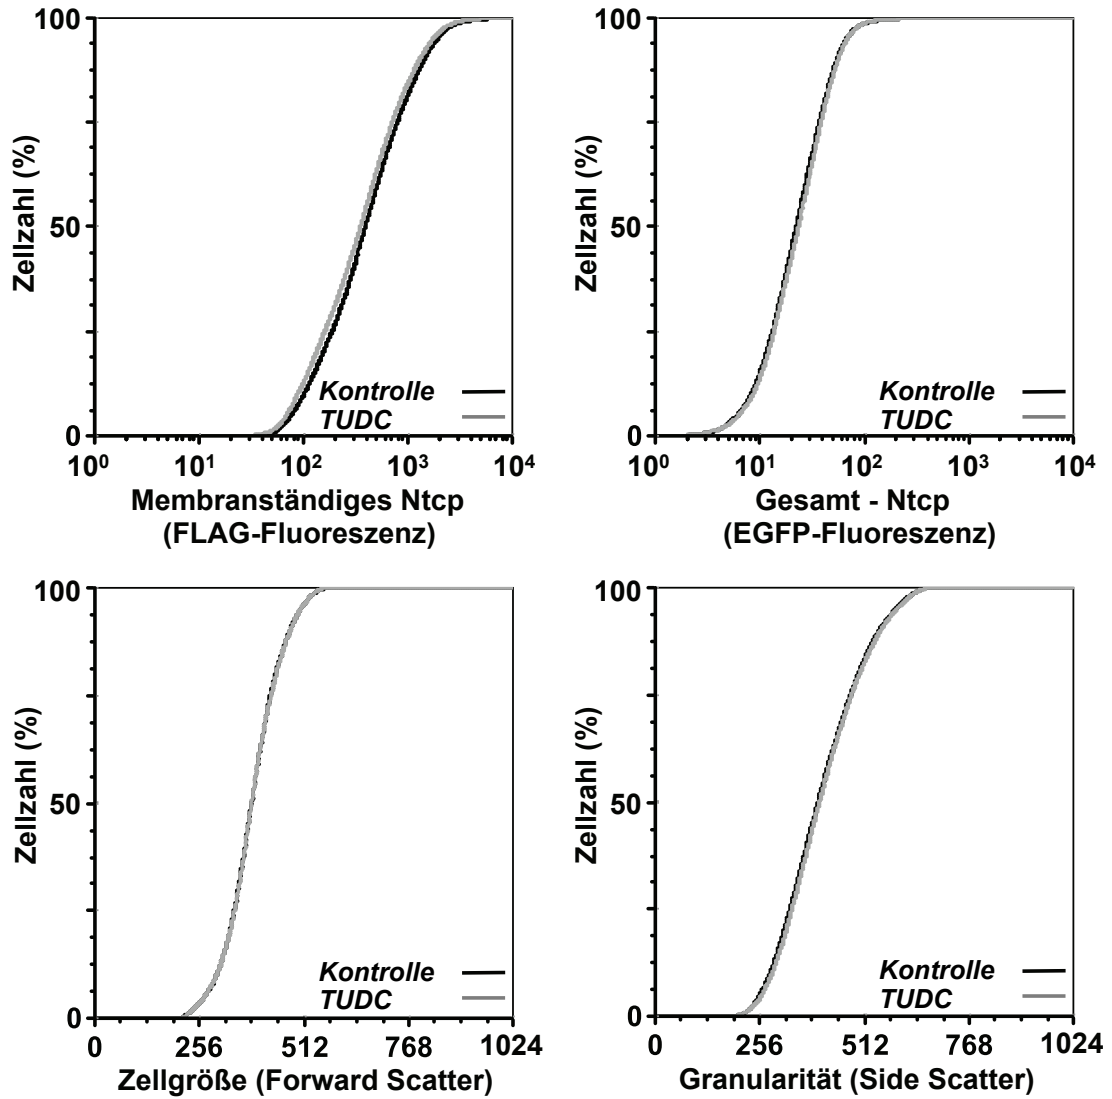 100
50
0
Zellzahl (%)
Kontrolle
TUDC
10⁰ 10¹ 10² 10³ 10⁴
Membranständiges Ntcp
(FLAG-Fluoreszenz)
100
50
0
Zellzahl (%)
Kontrolle
TUDC
10⁰ 10¹ 10² 10³ 10⁴
Gesamt - Ntcp
(EGFP-Fluoreszenz)
100
50
0
Zellzahl (%)
Kontrolle
TUDC
0 256 512 768 1024
Zellgröße (Forward Scatter)
100
50
0
Zellzahl (%)
Kontrolle
TUDC
0 256 512 768 1024
Granularität (Side Scatter)